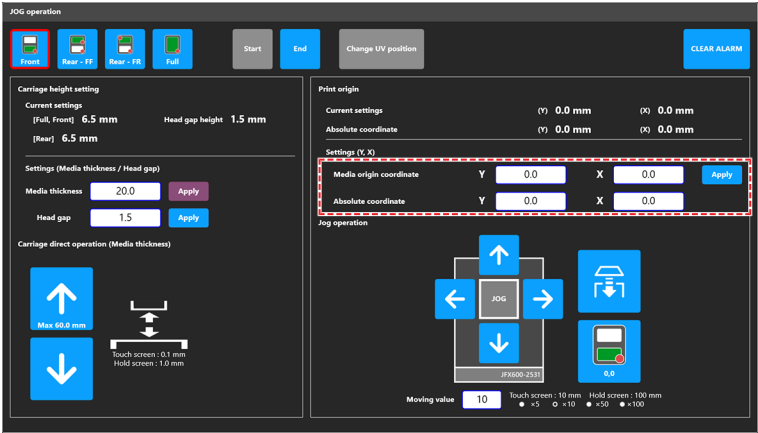 JOG operation
Front
Rear - FF
Rear - FR
Full
Start
End
Change UV position
CLEAR ALARM
Carriage height setting
Current settings
[Full, Front] 6.5 mm Head gap height 1.5 mm
[Rear] 6.5 mm
Settings (Media thickness / Head gap)
Media thickness 20.0 Apply
Head gap 1.5 Apply
Carriage direct operation (Media thickness)
Max 60.0 mm
Touch screen : 0.1 mm
Hold screen : 1.0 mm
Print origin
Current settings (Y) 0.0 mm (X) 0.0 mm
Absolute coordinate (Y) 0.0 mm (X) 0.0 mm
Settings (Y, X)
Media origin coordinate Y 0.0 X 0.0 Apply
Absolute coordinate Y 0.0 X 0.0
Jog operation
JOG
JFX600-2531
0,0
Moving value 10 Touch screen : 10 mm Hold screen : 100 mm
×5 ×10 ×50 ×100